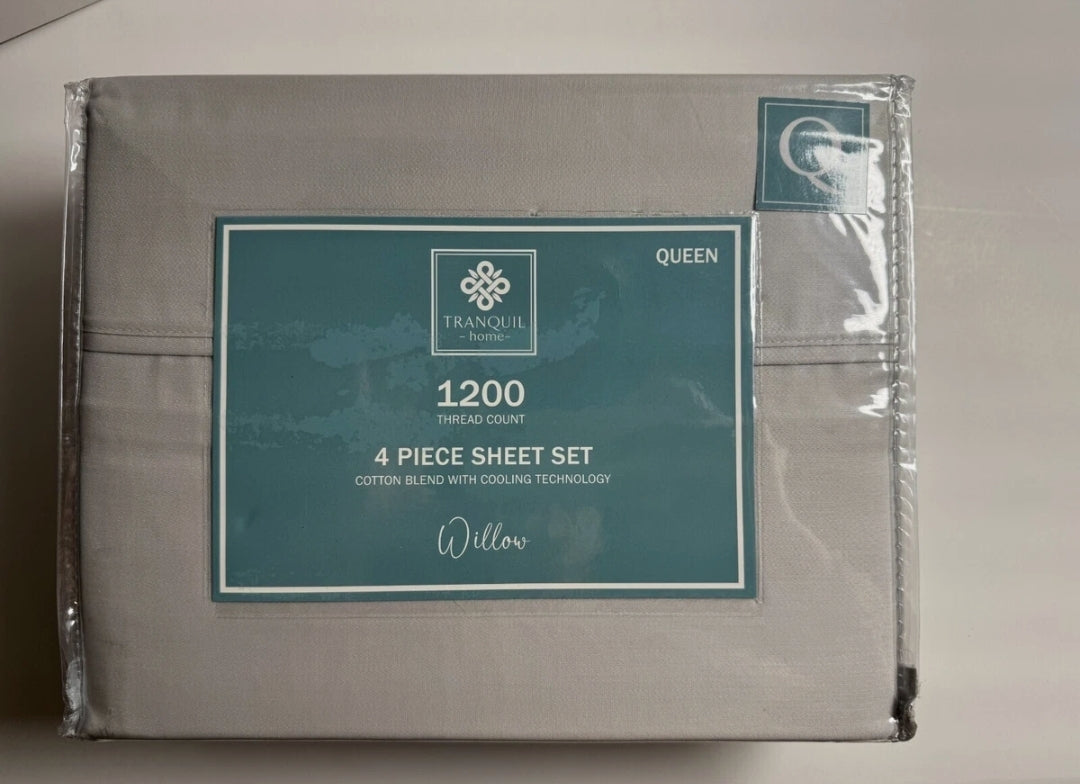 Q
QUEEN
TRANQUIL
-home-
1200
THREAD COUNT
4 PIECE SHEET SET
COTTON BLEND WITH COOLING TECHNOLOGY
Willow